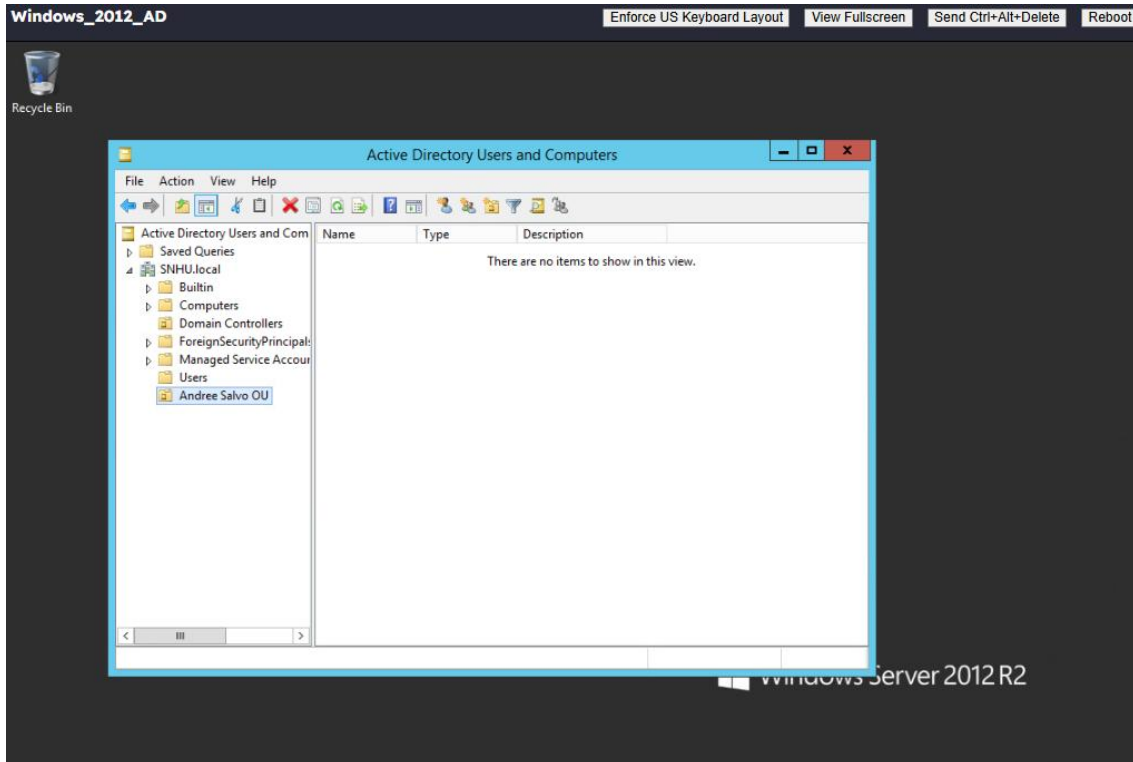 Windows_2012_AD Enforce US Keyboard Layout View Fullscreen Send Ctrl+Alt+Delete Reboot
Recycle Bin
Active Directory Users and Computers
File Action View Help
Active Directory Users and Com
Name Type Description
Saved Queries
There are no items to show in this view.
SNHU.local
Builtin
Computers
Domain Controllers
ForeignSecurityPrincipals
Managed Service Accour
Users
Andree Salvo OU
Windows Server 2012 R2